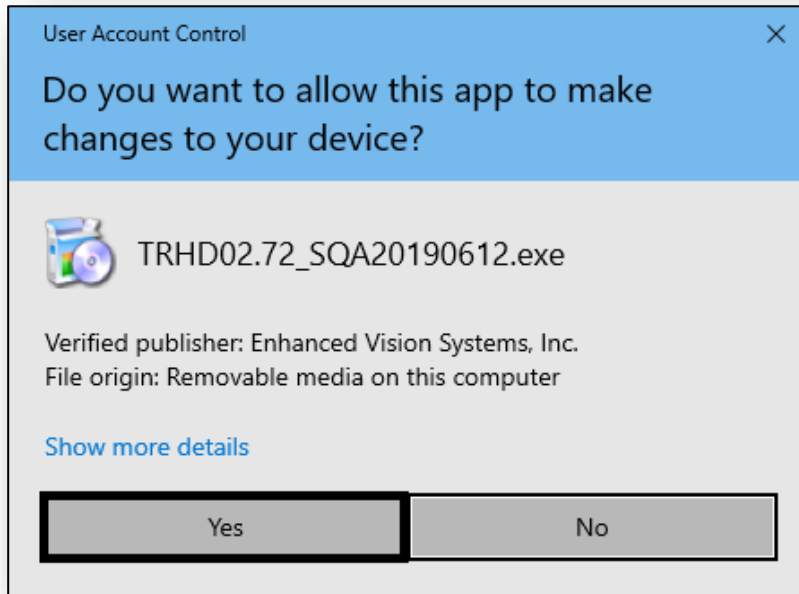 User Account Control
Do you want to allow this app to make
changes to your device?
TRHD02.72_SQA20190612.exe
Verified publisher: Enhanced Vision Systems, Inc.
File origin: Removable media on this computer
Show more details
Yes
No